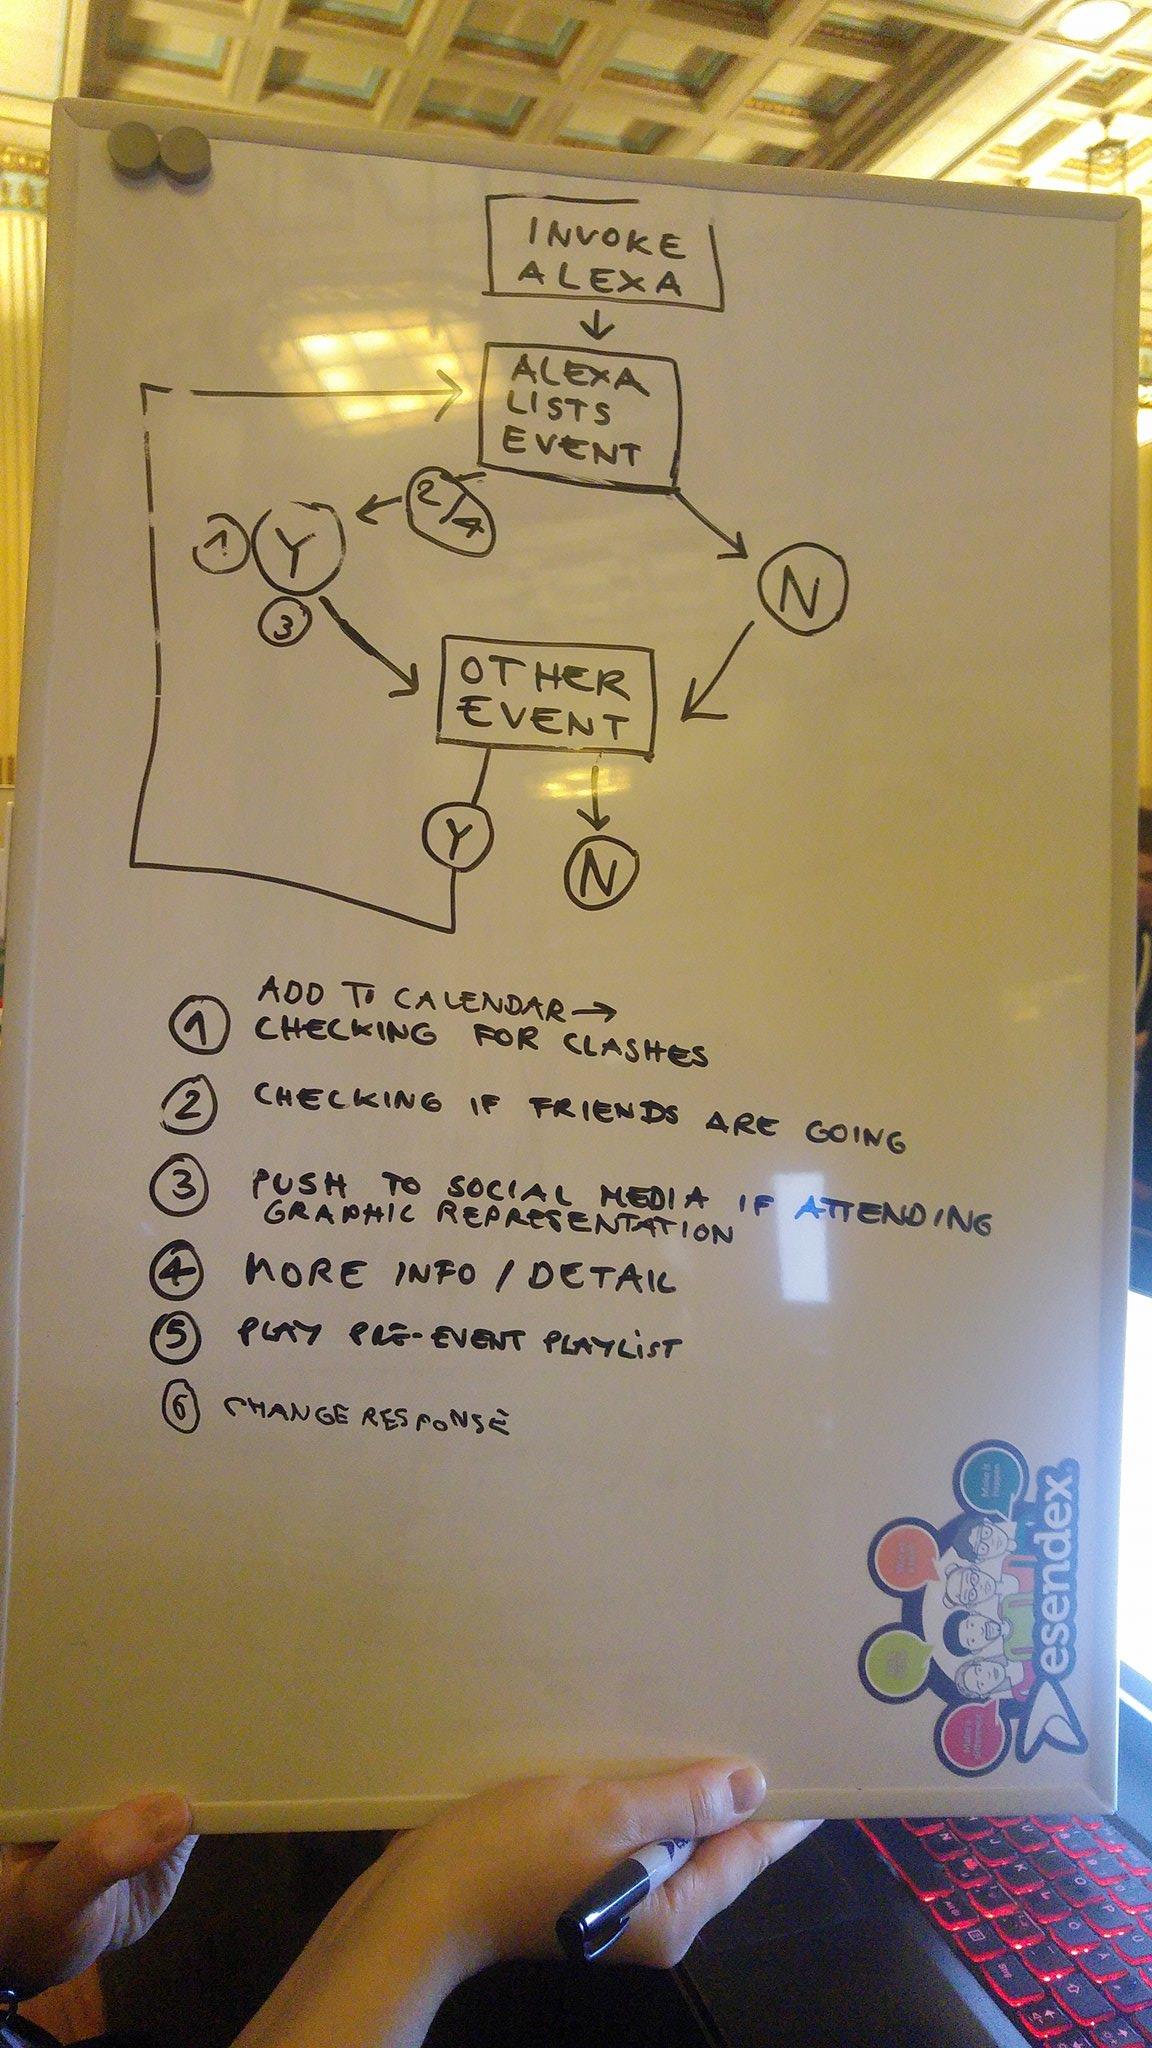 INVOKE
ALEXA
ALEXA
LISTS
EVENT
2/4
1 Y
3
N
OTHER
EVENT
Y
N
1 ADD TO CALENDAR →
CHECKING FOR CLASHES
2 CHECKING IF FRIENDS ARE GOING
3 PUSH TO SOCIAL MEDIA IF ATTENDING
GRAPHIC REPRESENTATION
4 MORE INFO / DETAIL
5 PLAY PRE-EVENT PLAYLIST
6 CHANGE RESPONSE
Make it
happen
esendex.